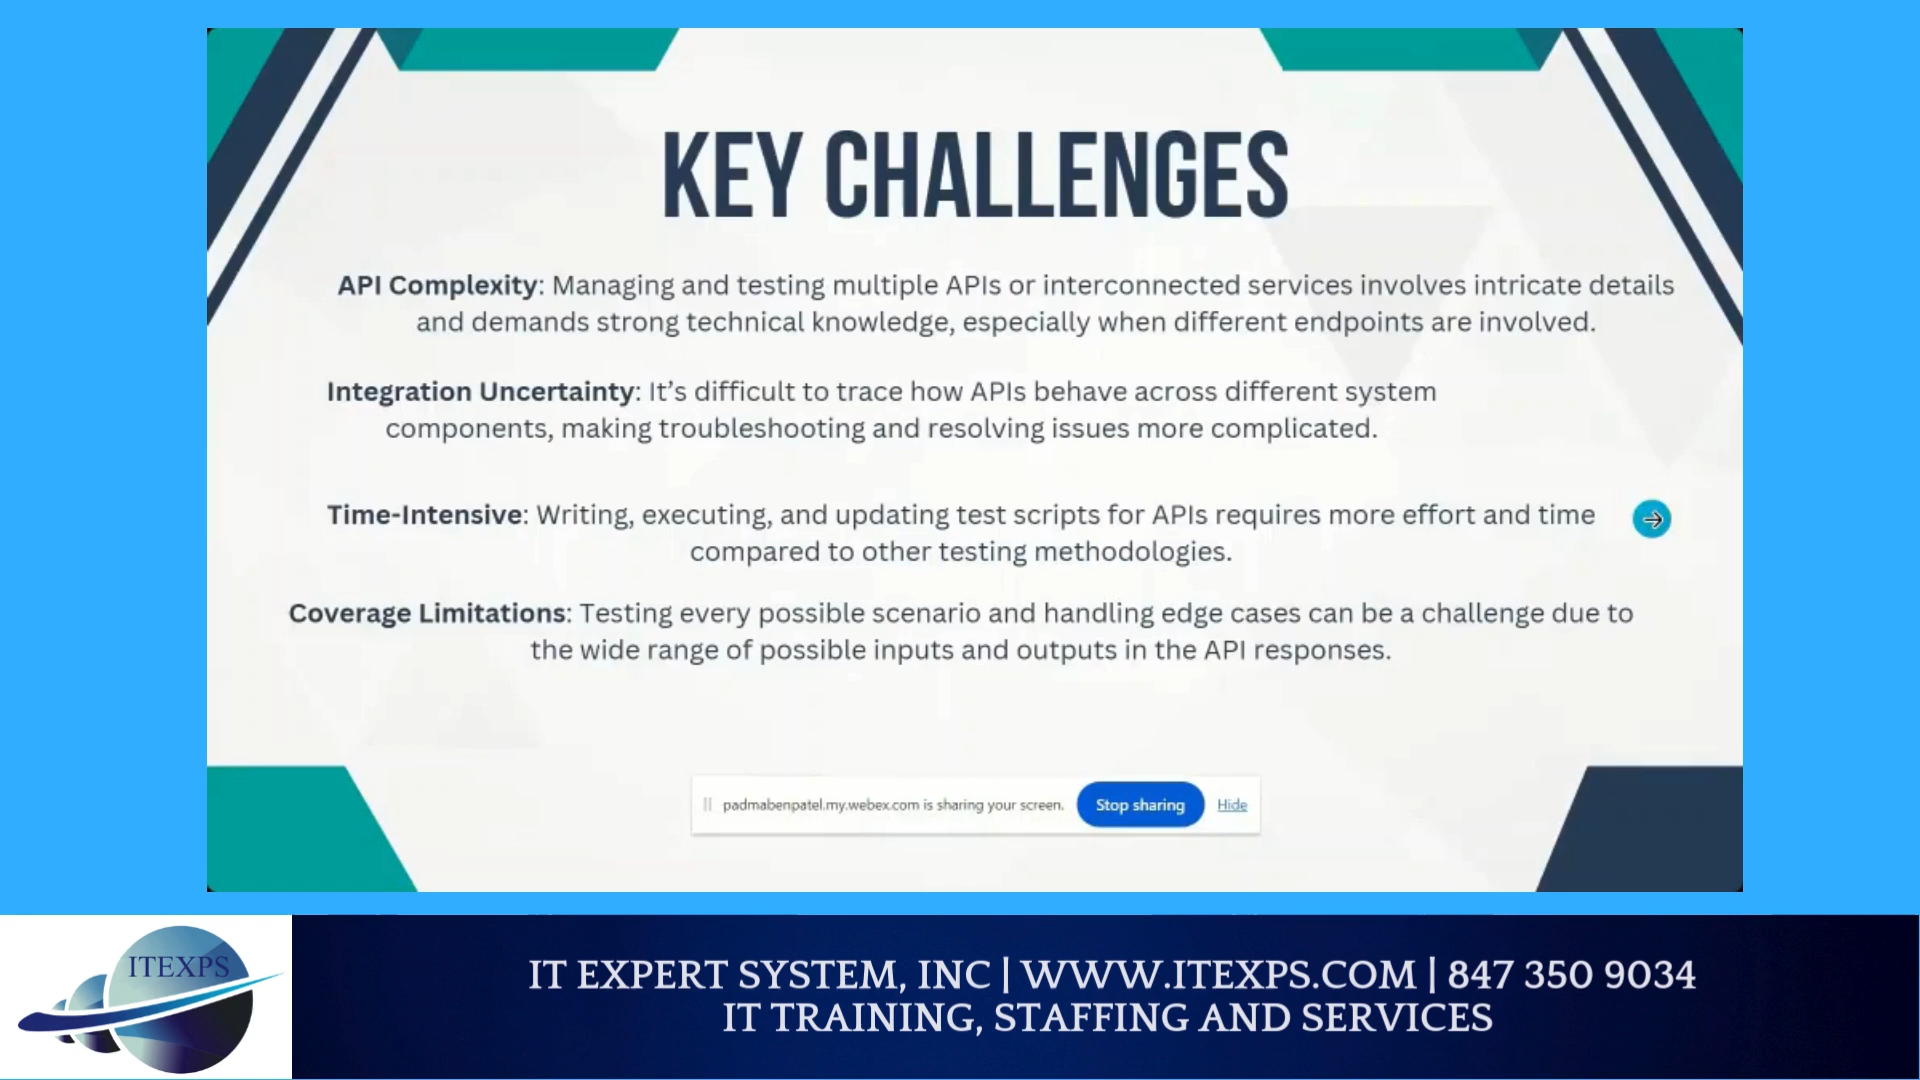 KEY CHALLENGES
API Complexity: Managing and testing multiple APIs or interconnected services involves intricate details
and demands strong technical knowledge, especially when different endpoints are involved.
Integration Uncertainty: It’s difficult to trace how APIs behave across different system
components, making troubleshooting and resolving issues more complicated.
Time-Intensive: Writing, executing, and updating test scripts for APIs requires more effort and time
compared to other testing methodologies.
Coverage Limitations: Testing every possible scenario and handling edge cases can be a challenge due to
the wide range of possible inputs and outputs in the API responses.
padmabenpatel.my.webex.com is sharing your screen. Stop sharing Hide
ITEXPS
IT EXPERT SYSTEM, INC | WWW.ITEXPS.COM | 847 350 9034
IT TRAINING, STAFFING AND SERVICES